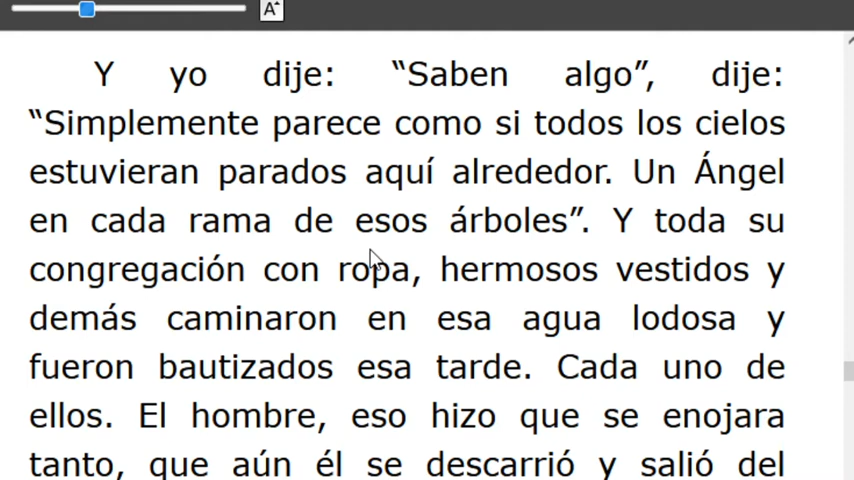 A
Y yo dije: “Saben algo”, dije:
“Simplemente parece como si todos los cielos
estuvieran parados aquí alrededor. Un Ángel
en cada rama de esos árboles”. Y toda su
congregación con ropa, hermosos vestidos y
demás caminaron en esa agua lodosa y
fueron bautizados esa tarde. Cada uno de
ellos. El hombre, eso hizo que se enojara
tanto, que aún él se descarrió y salió del